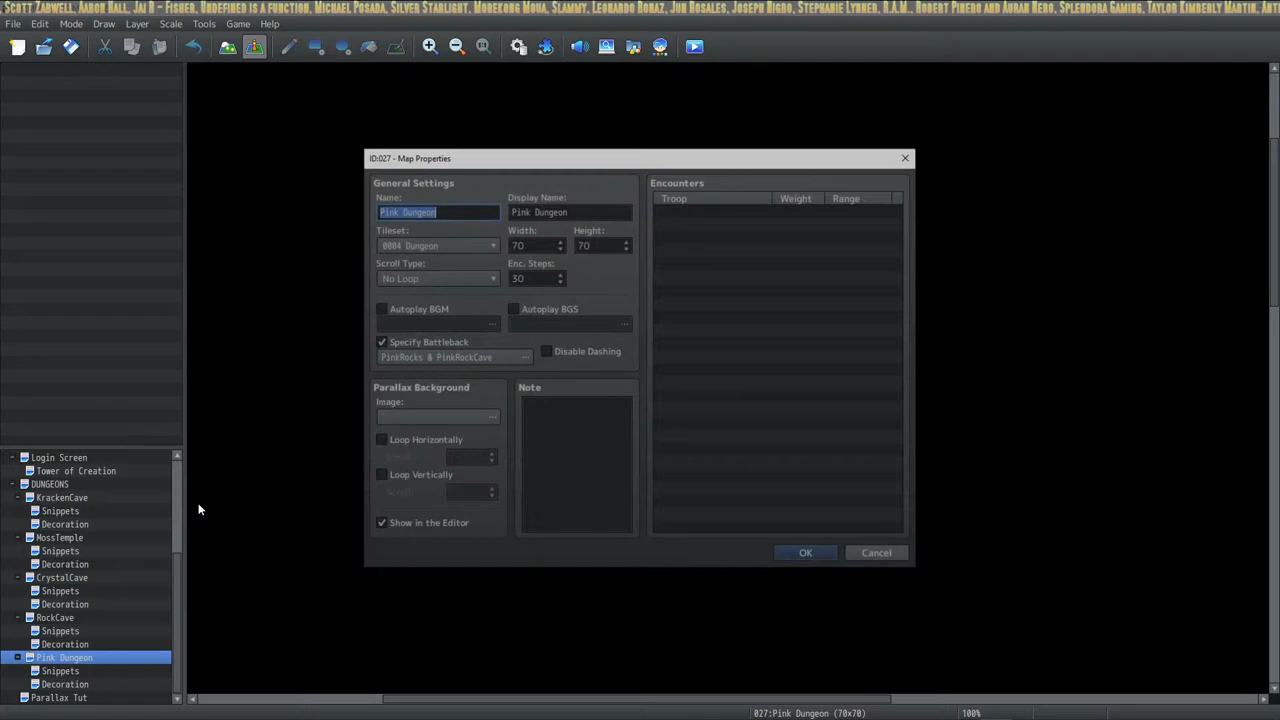 SCOTT ZABWELL, AARON HALL, JAI D - FISHER, UNDEFINED IS A FUNCTION, MICHAEL POSADA, SILVER STARLIGHT, MOREKONG MOUA, SLAMMY, LEONARDO BONAZ, JUN ROSALES, JOSEPH NIGRO, STEPHANIE LYNNER, R.A.M., ROBERT PINERO AND AURAN NERO, SPLENDORA GAMING, TAYLOR KIMBERLY MARTIN,
File Edit Mode Draw Layer Scale Tools Game Help
ID:027 - Map Properties
General Settings
Name: Display Name:
Pink Dungeon Pink Dungeon
Tileset: Width: Height:
0004 Dungeon 70 70
Scroll Type: Enc. Steps:
No Loop 30
Autoplay BGM Autoplay BGS
... ...
Specify Battleback
PinkRocks & PinkRockCave ... Disable Dashing
Parallax Background
Image:
...
Loop Horizontally
Scroll:
Loop Vertically
Scroll:
Show in the Editor
Note
Encounters
Troop Weight Range
OK Cancel
Login Screen
Tower of Creation
DUNGEONS
KrackenCave
Snippets
Decoration
MossTemple
Snippets
Decoration
CrystalCave
Snippets
Decoration
RockCave
Snippets
Decoration
Pink Dungeon
Snippets
Decoration
Parallax Tut
027:Pink Dungeon (70x70) 100%